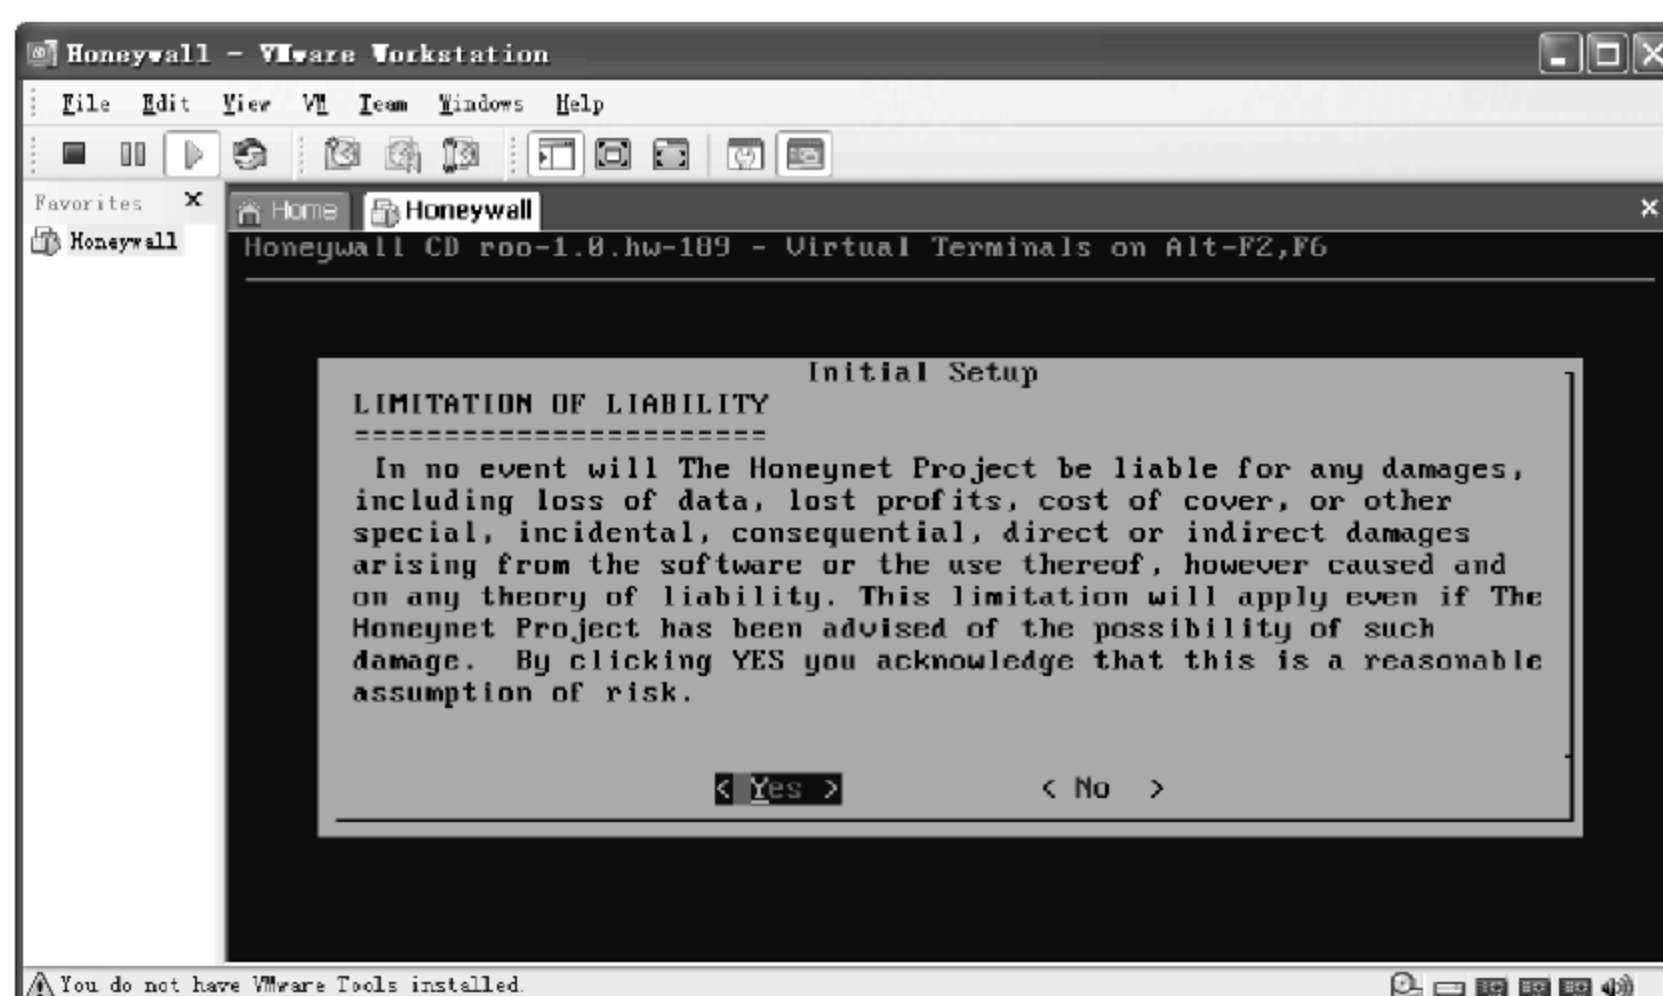 Honeywall - VMware Workstation
File Edit View VM Team Windows Help
Favorites
Home Honeywall
Honeywall
Honeywall CD roo-1.0.hw-189 - Virtual Terminals on Alt-F2,F6
Initial Setup
LIMITATION OF LIABILITY
=======================
In no event will The Honeynet Project be liable for any damages,
including loss of data, lost profits, cost of cover, or other
special, incidental, consequential, direct or indirect damages
arising from the software or the use thereof, however caused and
on any theory of liability. This limitation will apply even if The
Honeynet Project has been advised of the possibility of such
damage.  By clicking YES you acknowledge that this is a reasonable
assumption of risk.
< Yes > < No >
You do not have VMware Tools installed.